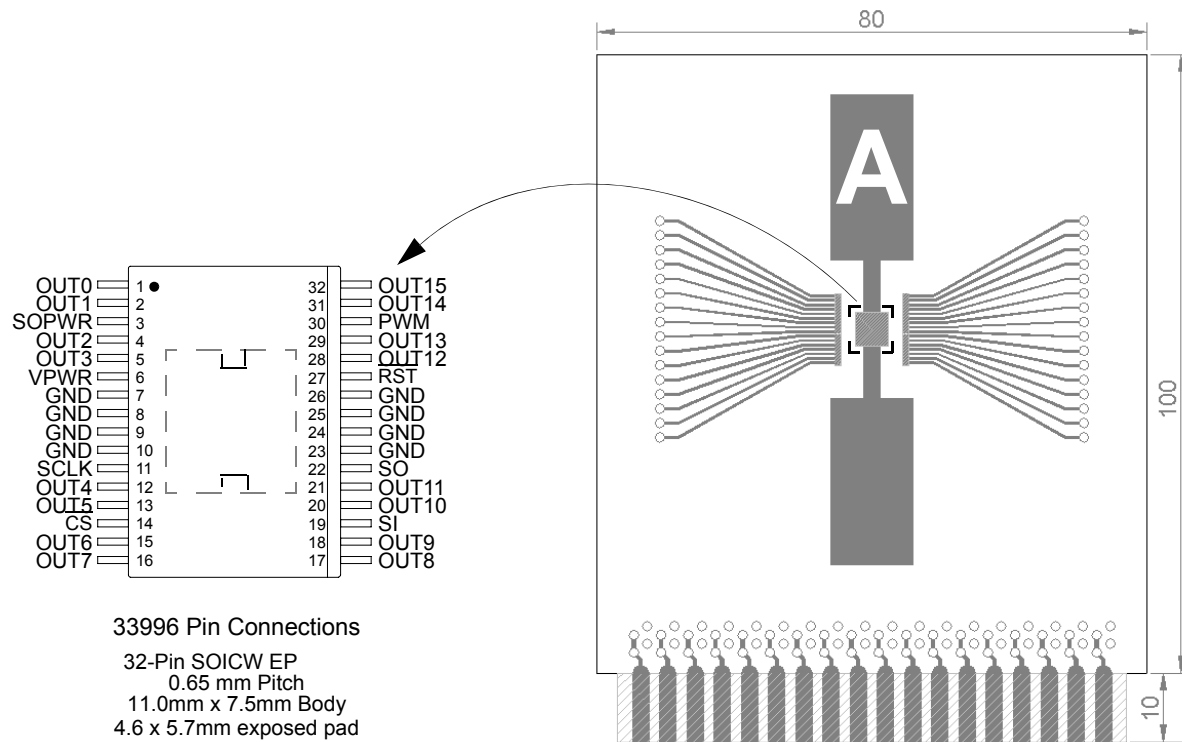 80
A
100
10
OUT0 1 32 OUT15
OUT1 2 31 OUT14
SOPWR 3 30 PWM
OUT2 4 29 OUT13
OUT3 5 28 OUT12
VPWR 6 27 RST
GND 7 26 GND
GND 8 25 GND
GND 9 24 GND
GND 10 23 GND
SCLK 11 22 SO
OUT4 12 21 OUT11
OUT5 13 20 OUT10
CS 14 19 SI
OUT6 15 18 OUT9
OUT7 16 17 OUT8
33996 Pin Connections
32-Pin SOICW EP
0.65 mm Pitch
11.0mm x 7.5mm Body
4.6 x 5.7mm exposed pad